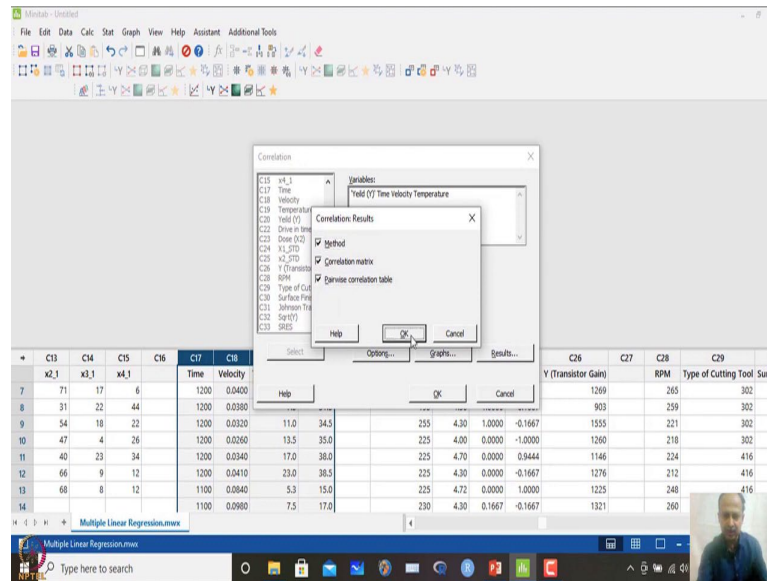 Minitab - Untitled
File Edit Data Calc Stat Graph View Help Assistant Additional Tools
Correlation
C15 x4_1
C17 Time
C18 Velocity
C19 Temperatur
C20 Yeild (Y)
C22 Drive in time
C23 Dose (X2)
C24 X1_STD
C25 x2_STD
C26 Y (Transisto
C28 RPM
C29 Type of Cut
C30 Surface Fini
C31 Johnson Tra
C32 Sqrt(Y)
C33 SRES
Variables:
'Yeild (Y)' Time Velocity Temperature
Correlation: Results
Method
Correlation matrix
Pairwise correlation table
Help OK Cancel
Select Options... Graphs... Results...
Help OK Cancel
C13 C14 C15 C16 C17 C18 C26 C27 C28 C29
x2_1 x3_1 x4_1 Time Velocity Y (Transistor Gain) RPM Type of Cutting Tool Su
7 71 17 6 1200 0.0400 1269 265 302
8 31 22 44 1200 0.0380 903 259 302
9 54 18 22 1200 0.0320 11.0 34.5 255 4.30 1.0000 -0.1667 1555 221 302
10 47 4 26 1200 0.0260 13.5 35.0 225 4.00 0.0000 -1.0000 1260 218 302
11 40 23 34 1200 0.0340 17.0 38.0 225 4.70 0.0000 0.9444 1146 224 416
12 66 9 12 1200 0.0410 23.0 38.5 225 4.30 0.0000 -0.1667 1276 212 416
13 68 8 12 1100 0.0840 5.3 15.0 225 4.72 0.0000 1.0000 1225 248 416
14 1100 0.0980 7.5 17.0 230 4.30 0.1667 -0.1667 1321 260
Multiple Linear Regression.mwx
Multiple Linear Regression.mwx
Type here to search
NPTEL